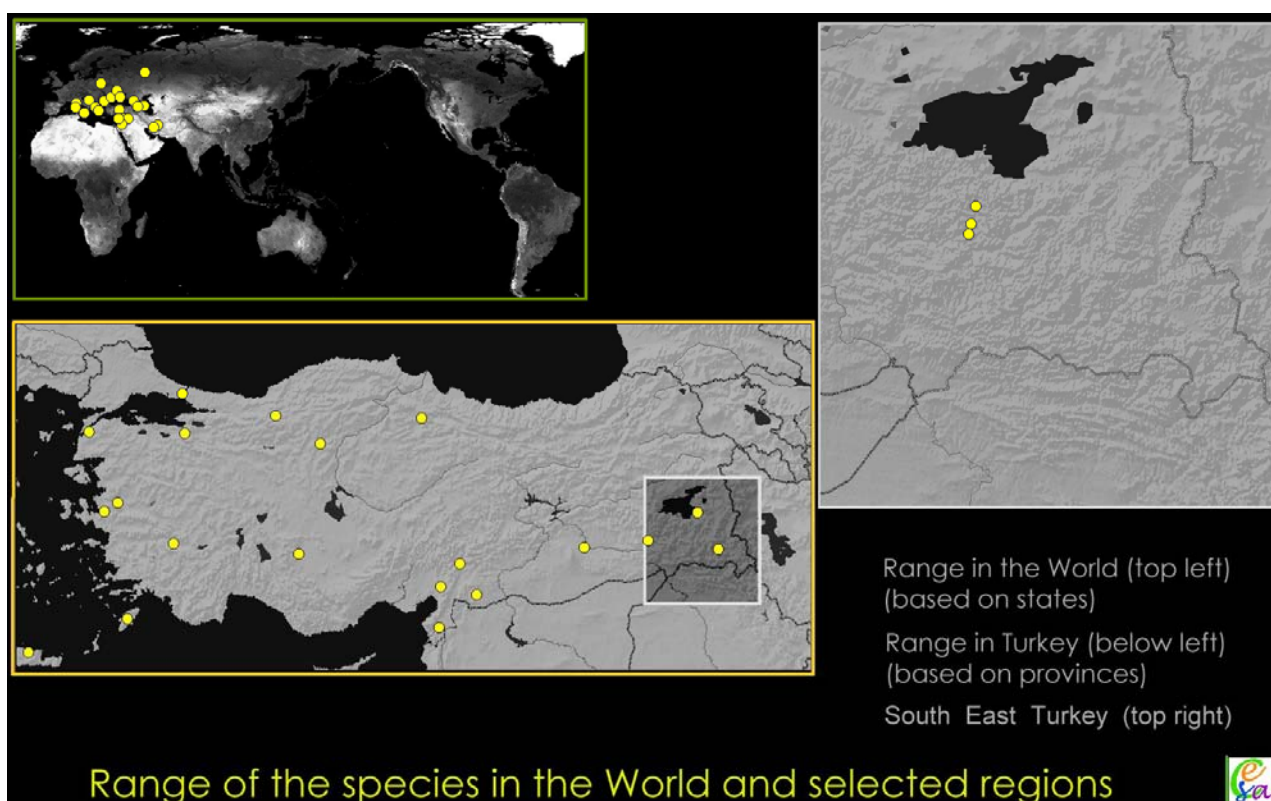 Range in the World (top left)
(based on states)
Range in Turkey (below left)
(based on provinces)
South East Turkey (top right)
Range of the species in the World and selected regions
esa